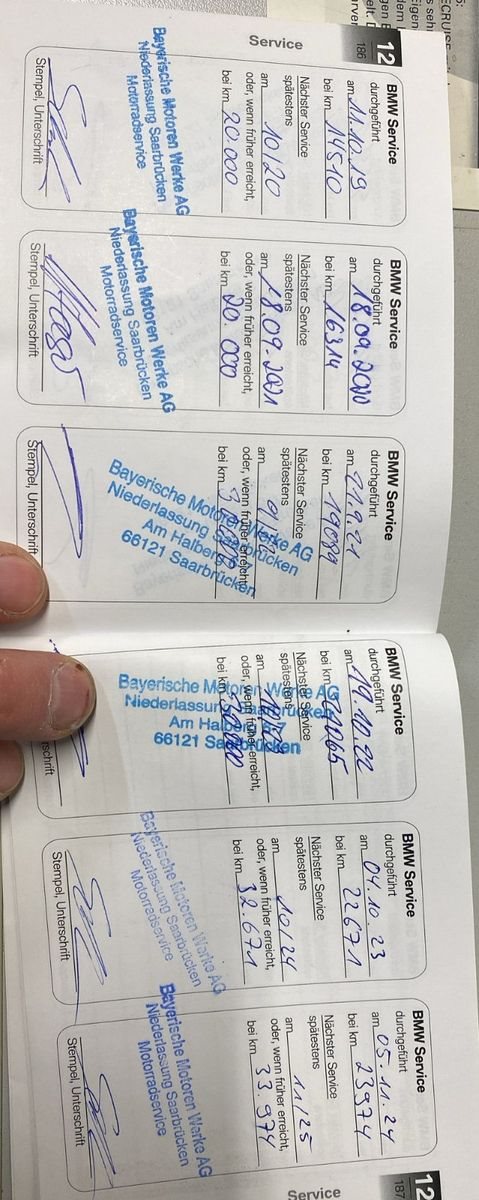 12
186
Service
BMW Service
durchgeführt
am 11.10.19
bei km 14510
Nächster Service
spätestens
am 10/20
oder, wenn früher erreicht,
bei km 20.000
Bayerische Motoren Werke AG
Niederlassung Saarbrücken
Motorradservice
Stempel, Unterschrift
BMW Service
durchgeführt
am 18.09.2020
bei km 16314
Nächster Service
spätestens
am 18.09-2021
oder, wenn früher erreicht,
bei km 20.000
Bayerische Motoren Werke AG
Niederlassung Saarbrücken
Motorradservice
Stempel, Unterschrift
BMW Service
durchgeführt
am 21.9.21
bei km
Nächster Service
spätestens
am
oder, wenn früher erreicht,
bei km
Bayerische Motoren Werke AG
Niederlassung Saarbrücken
Am Halberg
66121 Saarbrücken
Stempel, Unterschrift
BMW Service
durchgeführt
am 19.10.22
bei km
Nächster Service
spätestens
am
oder, wenn früher erreicht,
bei km
Bayerische Motoren Werke AG
Niederlassung Saarbrücken
Am Halberg
66121 Saarbrücken
schrift
BMW Service
durchgeführt
am 04.10.23
bei km 22671
Nächster Service
spätestens
am 10/24
oder, wenn früher erreicht,
bei km 32.671
Bayerische Motoren Werke AG
Niederlassung Saarbrücken
Motorradservice
Stempel, Unterschrift
BMW Service
durchgeführt
am 05.11.24
bei km 23974
Nächster Service
spätestens
am 11/25
oder, wenn früher erreicht,
bei km 33.974
Bayerische Motoren Werke AG
Niederlassung Saarbrücken
Motorradservice
Stempel, Unterschrift
12
187
Service